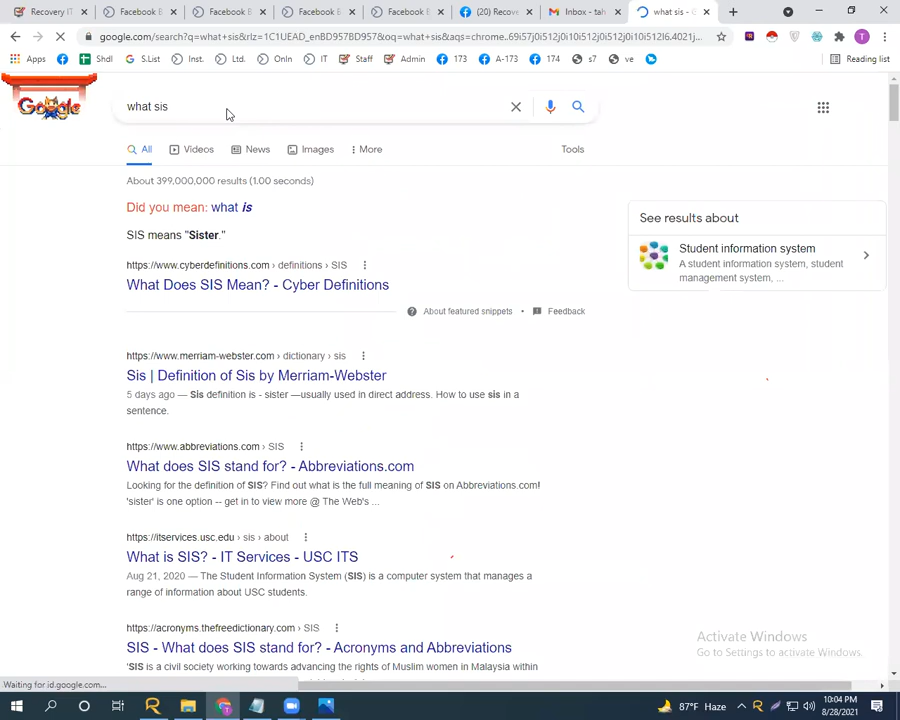 Recovery IT
Facebook B
Facebook B
Facebook B
Facebook B
(20) Recove
Inbox - tah
what sis - G
google.com/search?q=what+sis&rlz=1C1UEAD_enBD957BD957&oq=what+sis&aqs=chrome..69i57j0i512j0i10i512j0i10i512j0i512l6.4021j...
Apps
Shdl
S.List
Inst.
Ltd.
OnIn
IT
Staff
Admin
173
A-173
174
s7
ve
Reading list
Google
what sis
All
Videos
News
Images
More
Tools
About 399,000,000 results (1.00 seconds)
Did you mean: what is
SIS means "Sister."
https://www.cyberdefinitions.com › definitions › SIS
What Does SIS Mean? - Cyber Definitions
About featured snippets • Feedback
https://www.merriam-webster.com › dictionary › sis
Sis | Definition of Sis by Merriam-Webster
5 days ago — Sis definition is - sister —usually used in direct address. How to use sis in a
sentence.
https://www.abbreviations.com › SIS
What does SIS stand for? - Abbreviations.com
Looking for the definition of SIS? Find out what is the full meaning of SIS on Abbreviations.com!
'sister' is one option -- get in to view more @ The Web's ...
https://itservices.usc.edu › sis › about
What is SIS? - IT Services - USC ITS
Aug 21, 2020 — The Student Information System (SIS) is a computer system that manages a
range of information about USC students.
https://acronyms.thefreedictionary.com › SIS
SIS - What does SIS stand for? - Acronyms and Abbreviations
'SIS is a civil society working towards advancing the rights of Muslim women in Malaysia within
See results about
Student information system
A student information system, student
management system, ...
Activate Windows
Go to Settings to activate Windows.
Waiting for id.google.com...
87°F Haze
10:04 PM
8/28/2021